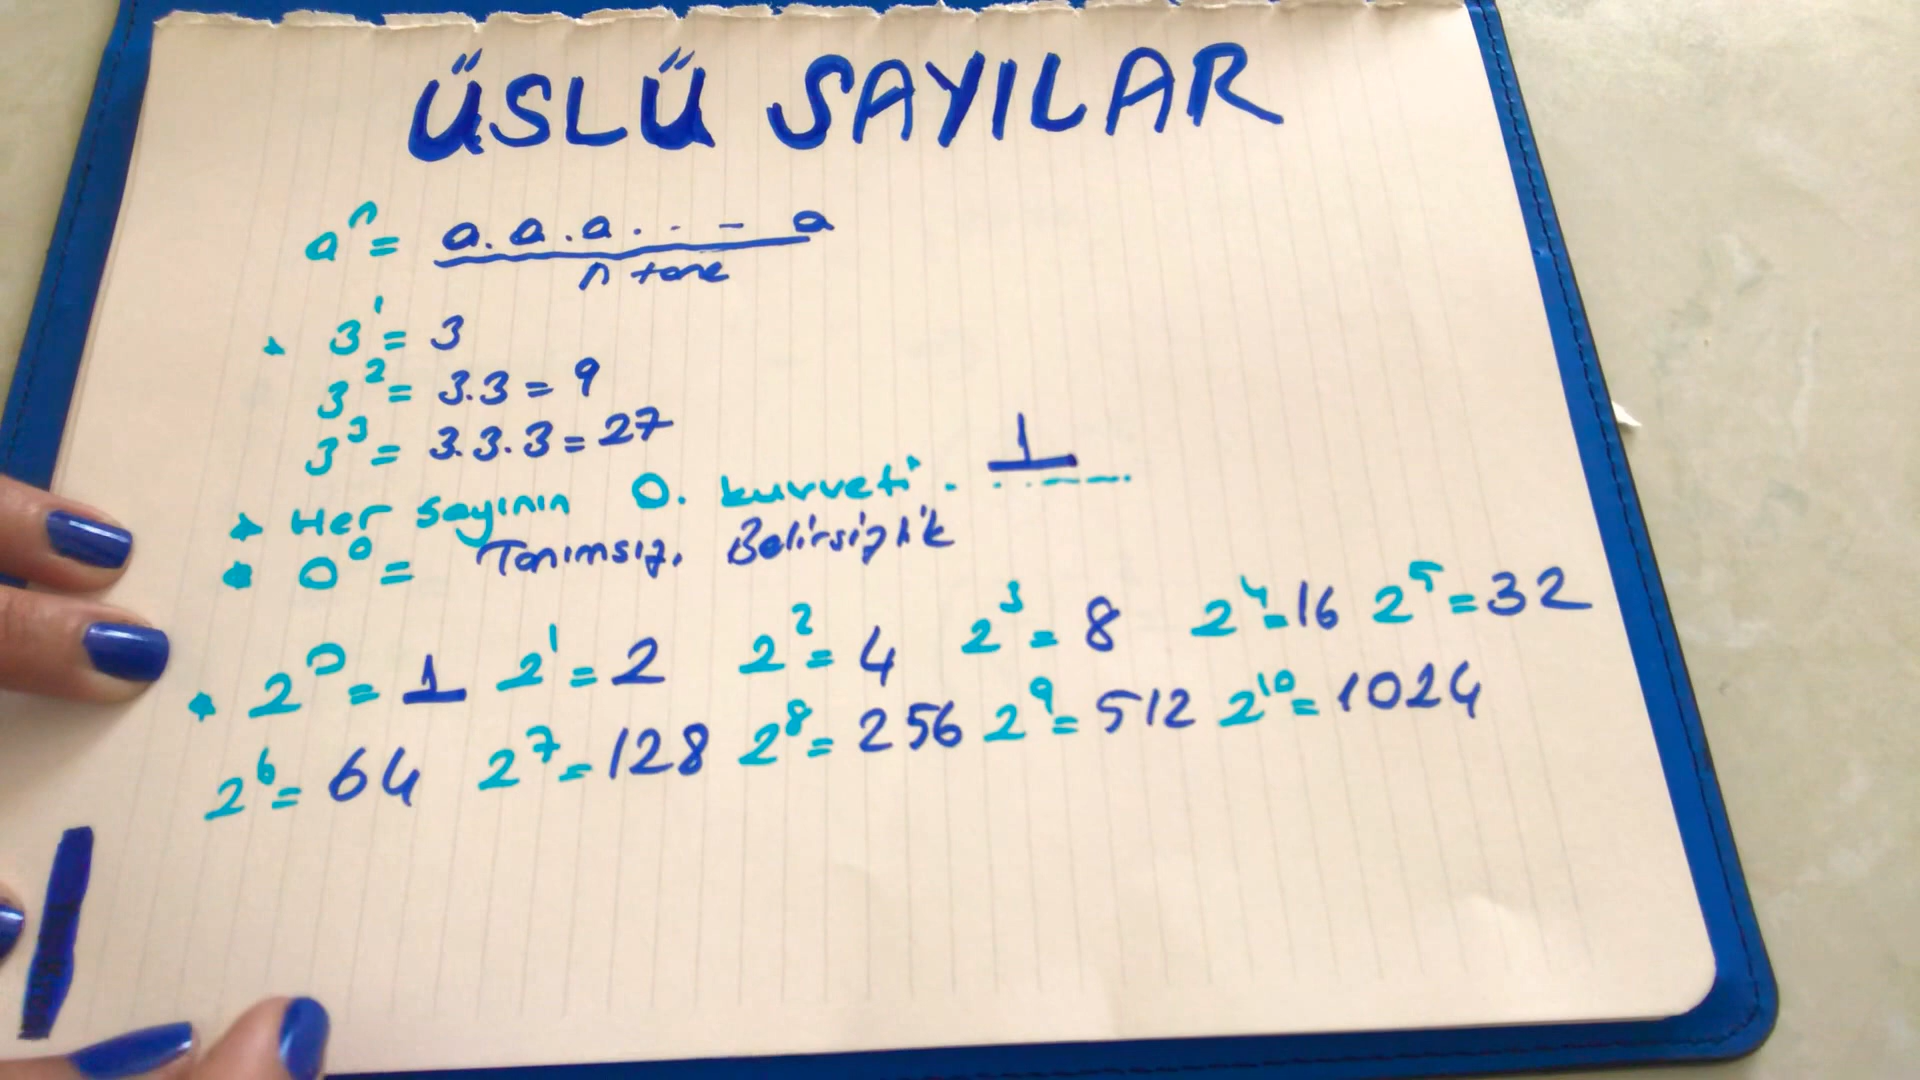 ÜSLÜ SAYILAR
aⁿ = a.a.a. . . - a
n tane
3¹ = 3
3² = 3.3 = 9
3³ = 3.3.3 = 27
Her sayının 0. kuvveti. 1
0⁰ = Tanımsız, Belirsizlik
2⁰ = 1 2¹ = 2 2² = 4 2³ = 8 2⁴ = 16 2⁵ = 32
2⁶ = 64 2⁷ = 128 2⁸ = 256 2⁹ = 512 2¹⁰ = 1024